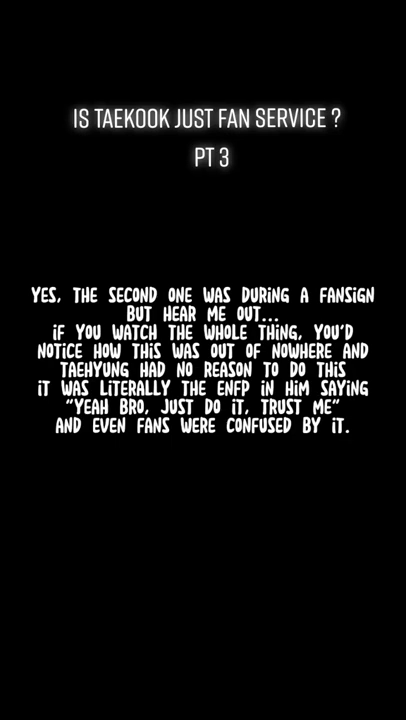 IS TAEKOOK JUST FAN SERVICE ?
PT 3
YES, THE SECOND ONE WAS DURING A FANSIGN
BUT HEAR ME OUT...
IF YOU WATCH THE WHOLE THING, YOU'D
NOTICE HOW THIS WAS OUT OF NOWHERE AND
TAEHYUNG HAD NO REASON TO DO THIS
IT WAS LITERALLY THE ENFP IN HIM SAYING
"YEAH BRO, JUST DO IT, TRUST ME"
AND EVEN FANS WERE CONFUSED BY IT.